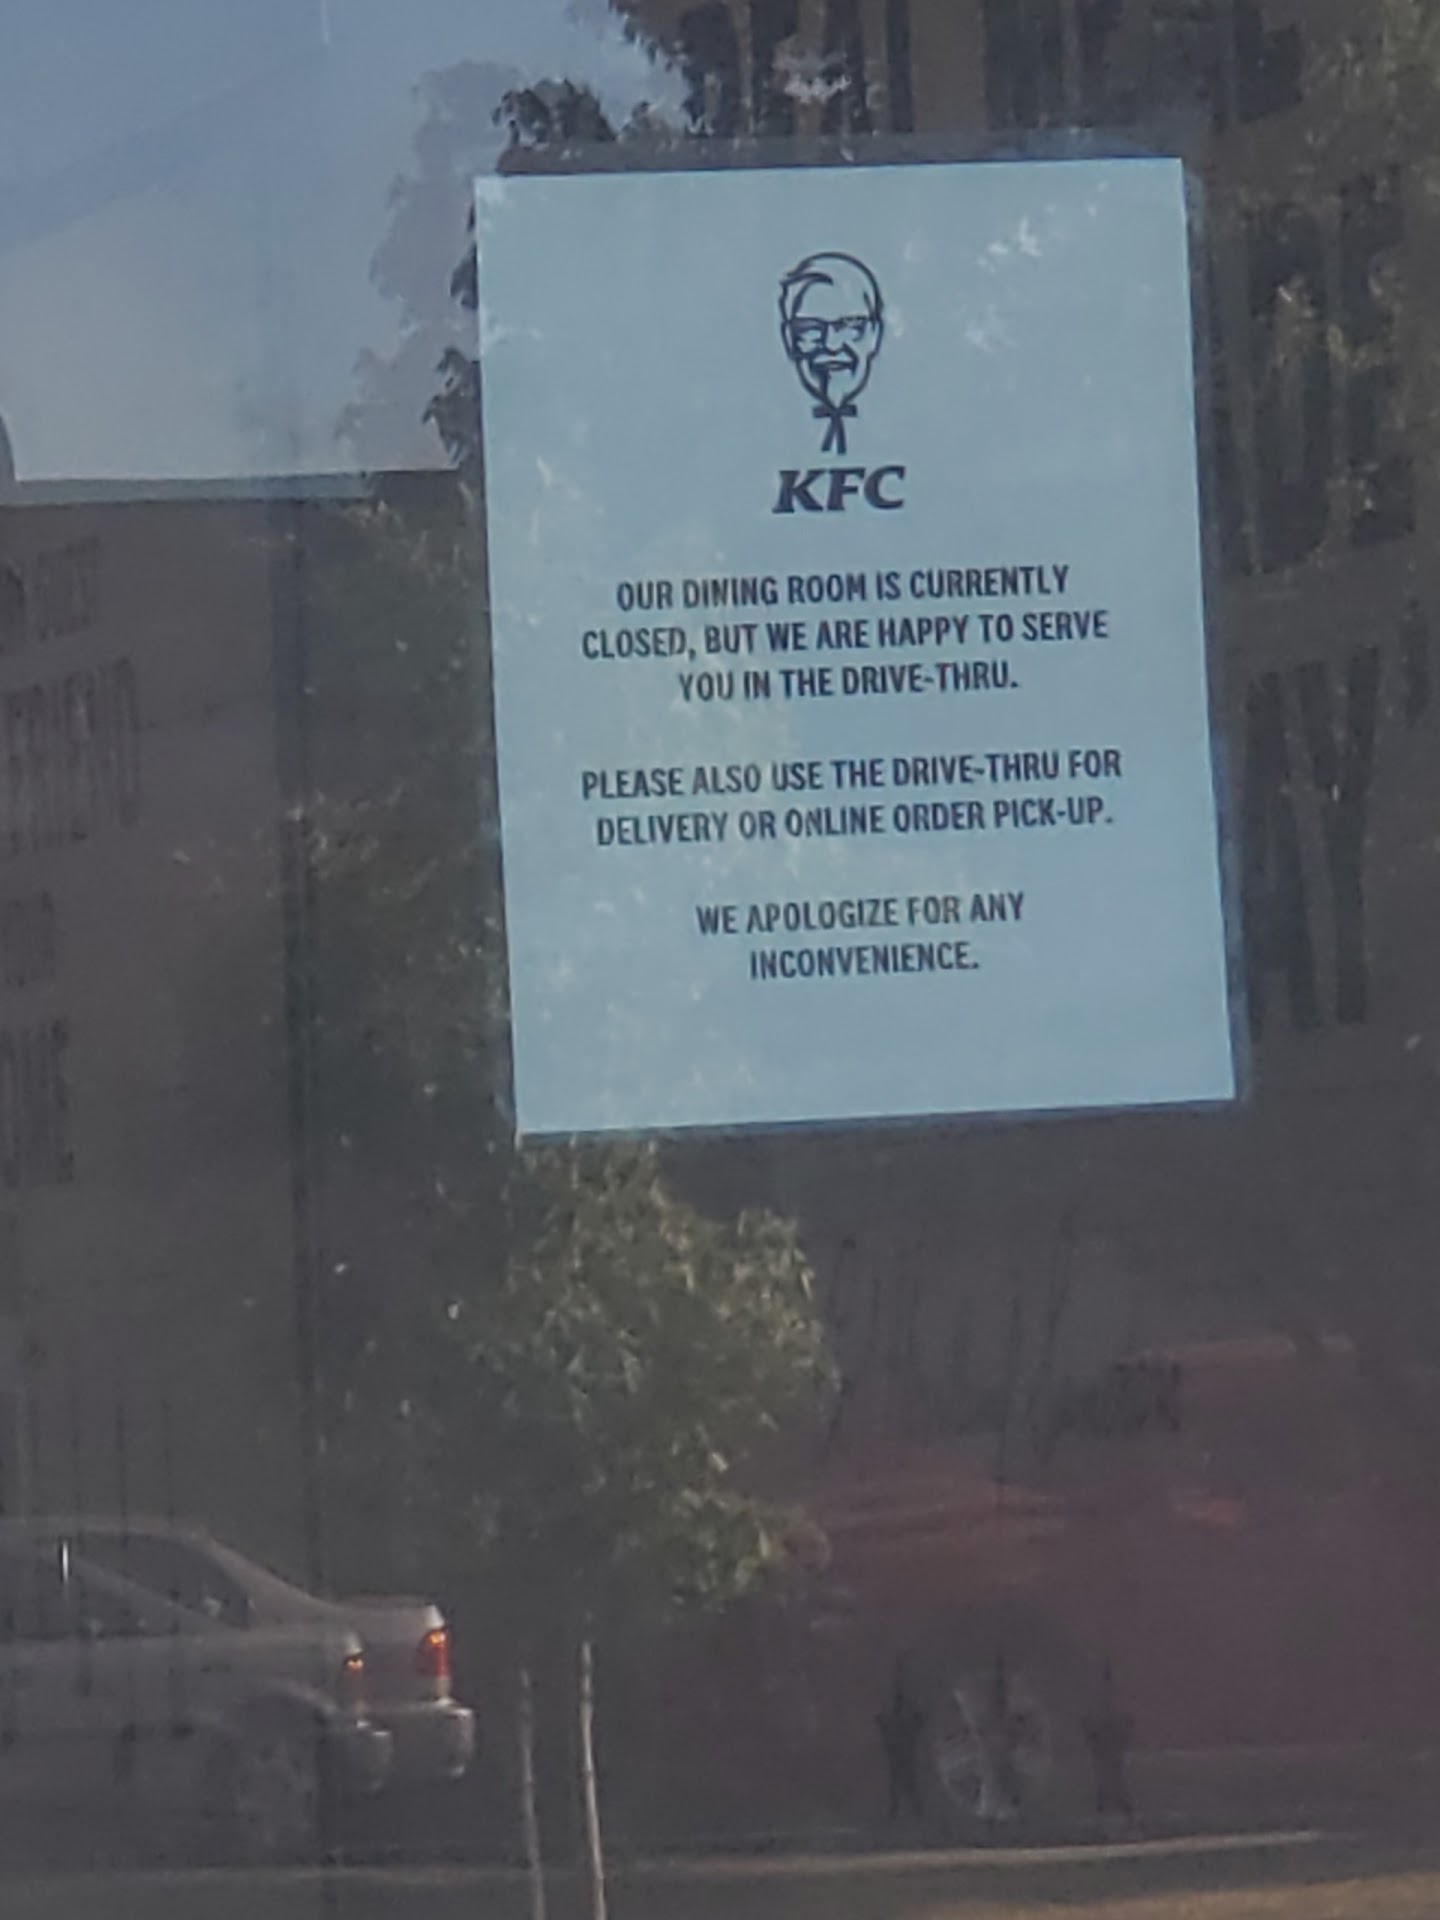 KFC
OUR DINING ROOM IS CURRENTLY
CLOSED, BUT WE ARE HAPPY TO SERVE
YOU IN THE DRIVE-THRU.
PLEASE ALSO USE THE DRIVE-THRU FOR
DELIVERY OR ONLINE ORDER PICK-UP.
WE APOLOGIZE FOR ANY
INCONVENIENCE.